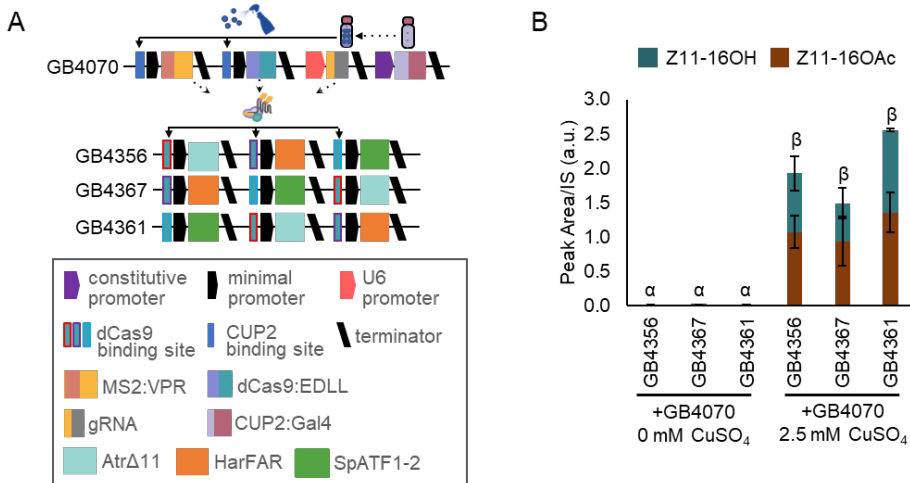 A
GB4070
GB4356
GB4367
GB4361
constitutive
promoter
minimal
promoter
U6
promoter
dCas9
binding site
CUP2
binding site
terminator
MS2:VPR
dCas9:EDLL
gRNA
CUP2:Gal4
AtrΔ11
HarFAR
SpATF1-2
B
Z11-16OH
Z11-16OAc
Peak Area/IS (a.u.)
3.0
2.5
2.0
1.5
1.0
0.5
0.0
α
α
α
β
β
β
GB4356
GB4367
GB4361
GB4356
GB4367
GB4361
+GB4070
0 mM CuSO₄
+GB4070
2.5 mM CuSO₄